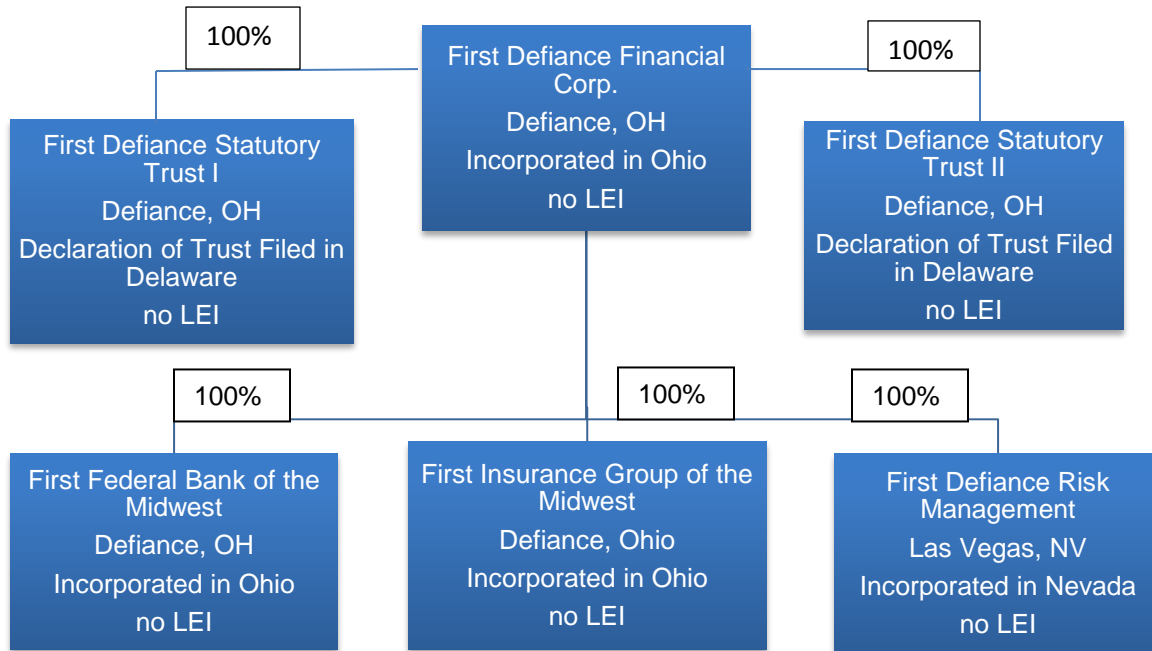 100%
First Defiance Financial
Corp.
Defiance, OH
Incorporated in Ohio
no LEI
100%
First Defiance Statutory
Trust I
Defiance, OH
Declaration of Trust Filed in
Delaware
no LEI
First Defiance Statutory
Trust II
Defiance, OH
Declaration of Trust Filed
in Delaware
no LEI
100%
100%
100%
First Federal Bank of the
Midwest
Defiance, OH
Incorporated in Ohio
no LEI
First Insurance Group of the
Midwest
Defiance, Ohio
Incorporated in Ohio
no LEI
First Defiance Risk
Management
Las Vegas, NV
Incorporated in Nevada
no LEI